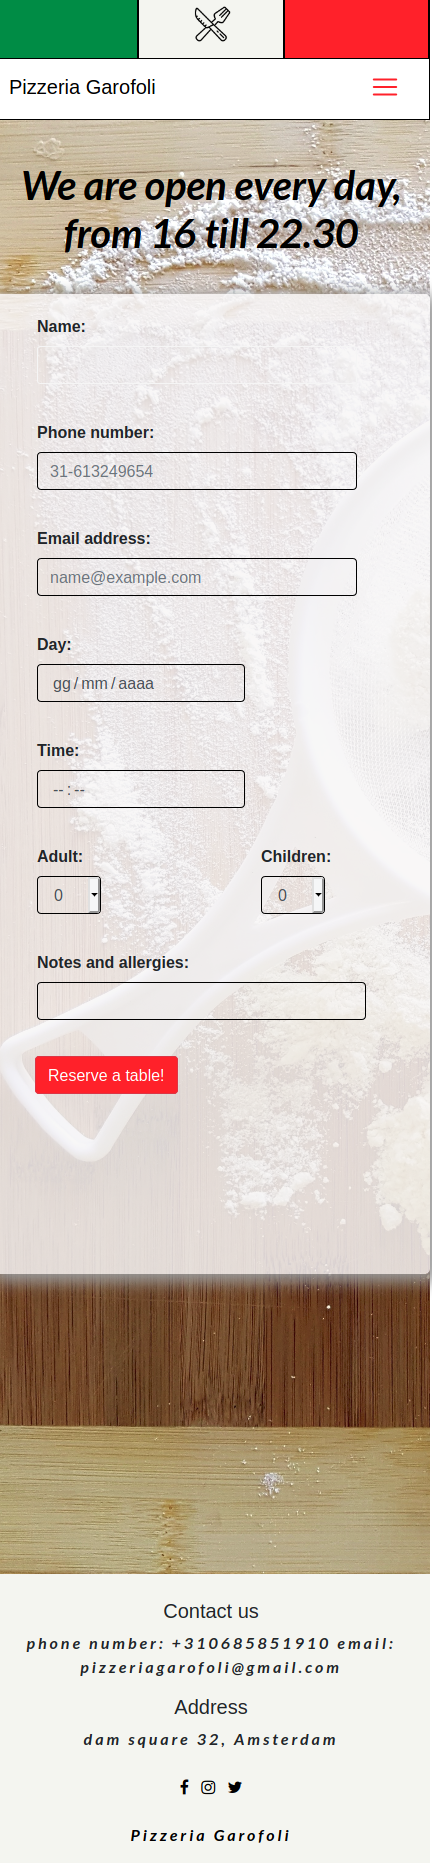 Pizzeria Garofoli
We are open every day,
from 16 till 22.30
Name:
Phone number:
31-613249654
Email address:
name@example.com
Day:
gg/mm/aaaa
Time:
--:--
Adult: Children:
0 0
Notes and allergies:
Reserve a table!
Contact us
phone number: +310685851910 email:
pizzeriagarofoli@gmail.com
Address
dam square 32, Amsterdam
Pizzeria Garofoli